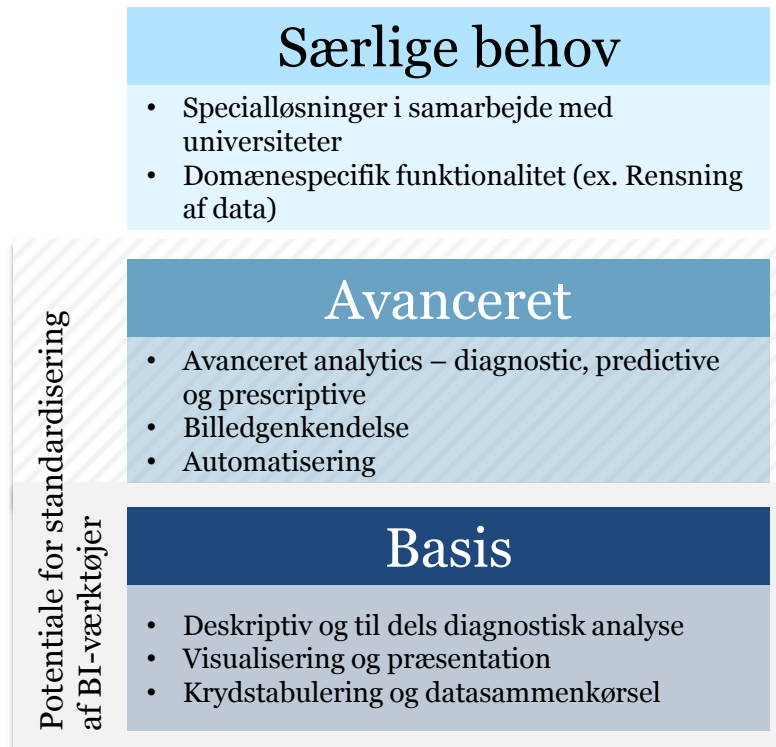 Særlige behov
• Specialløsninger i samarbejde med
universiteter
• Domænespecifik funktionalitet (ex. Rensning
af data)
Avanceret
• Avanceret analytics – diagnostic, predictive
og prescriptive
• Billedgenkendelse
• Automatisering
Basis
• Deskriptiv og til dels diagnostisk analyse
• Visualisering og præsentation
• Krydstabulering og datasammenkørsel
Potentiale for standardisering
af BI-værktøjer